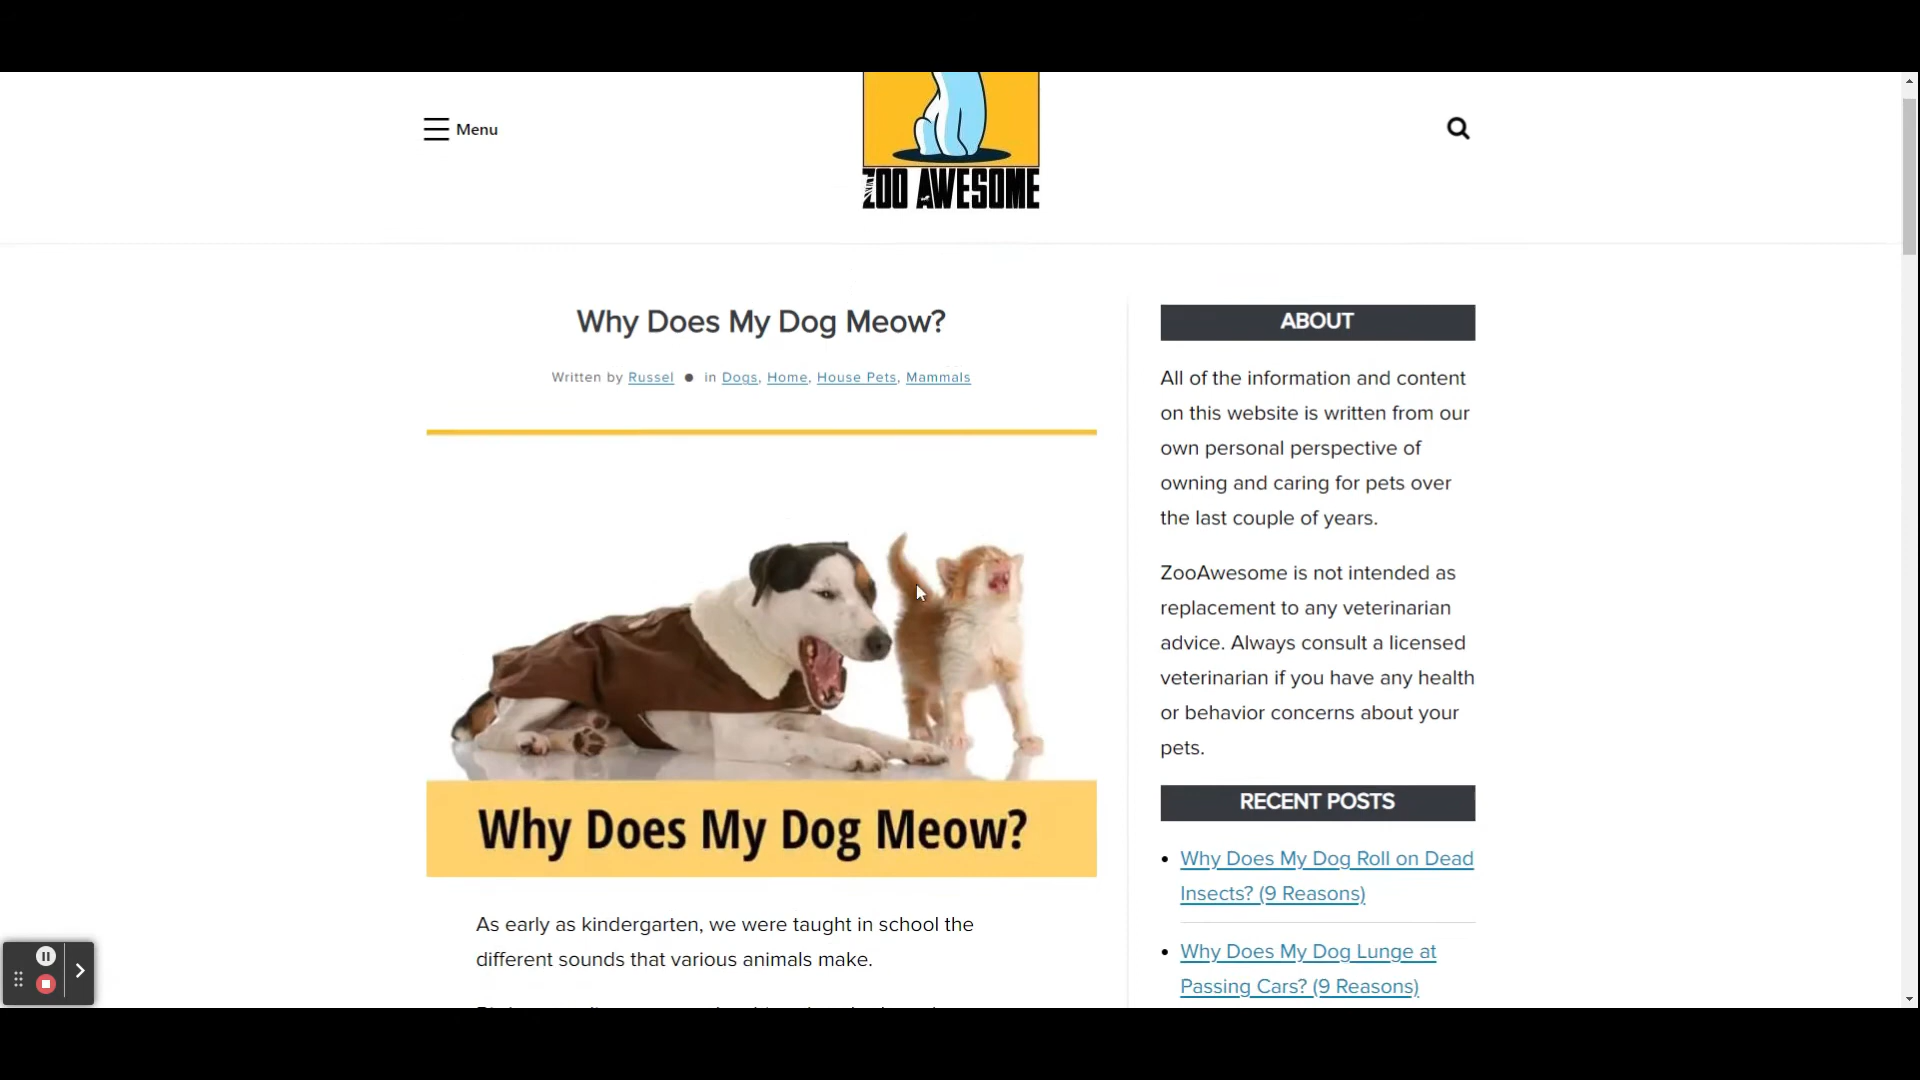 Menu
ZOO AWESOME
Why Does My Dog Meow?
Written by Russel ● in Dogs, Home, House Pets, Mammals
Why Does My Dog Meow?
As early as kindergarten, we were taught in school the
different sounds that various animals make.
ABOUT
All of the information and content
on this website is written from our
own personal perspective of
owning and caring for pets over
the last couple of years.
ZooAwesome is not intended as
replacement to any veterinarian
advice. Always consult a licensed
veterinarian if you have any health
or behavior concerns about your
pets.
RECENT POSTS
• Why Does My Dog Roll on Dead
Insects? (9 Reasons)
• Why Does My Dog Lunge at
Passing Cars? (9 Reasons)